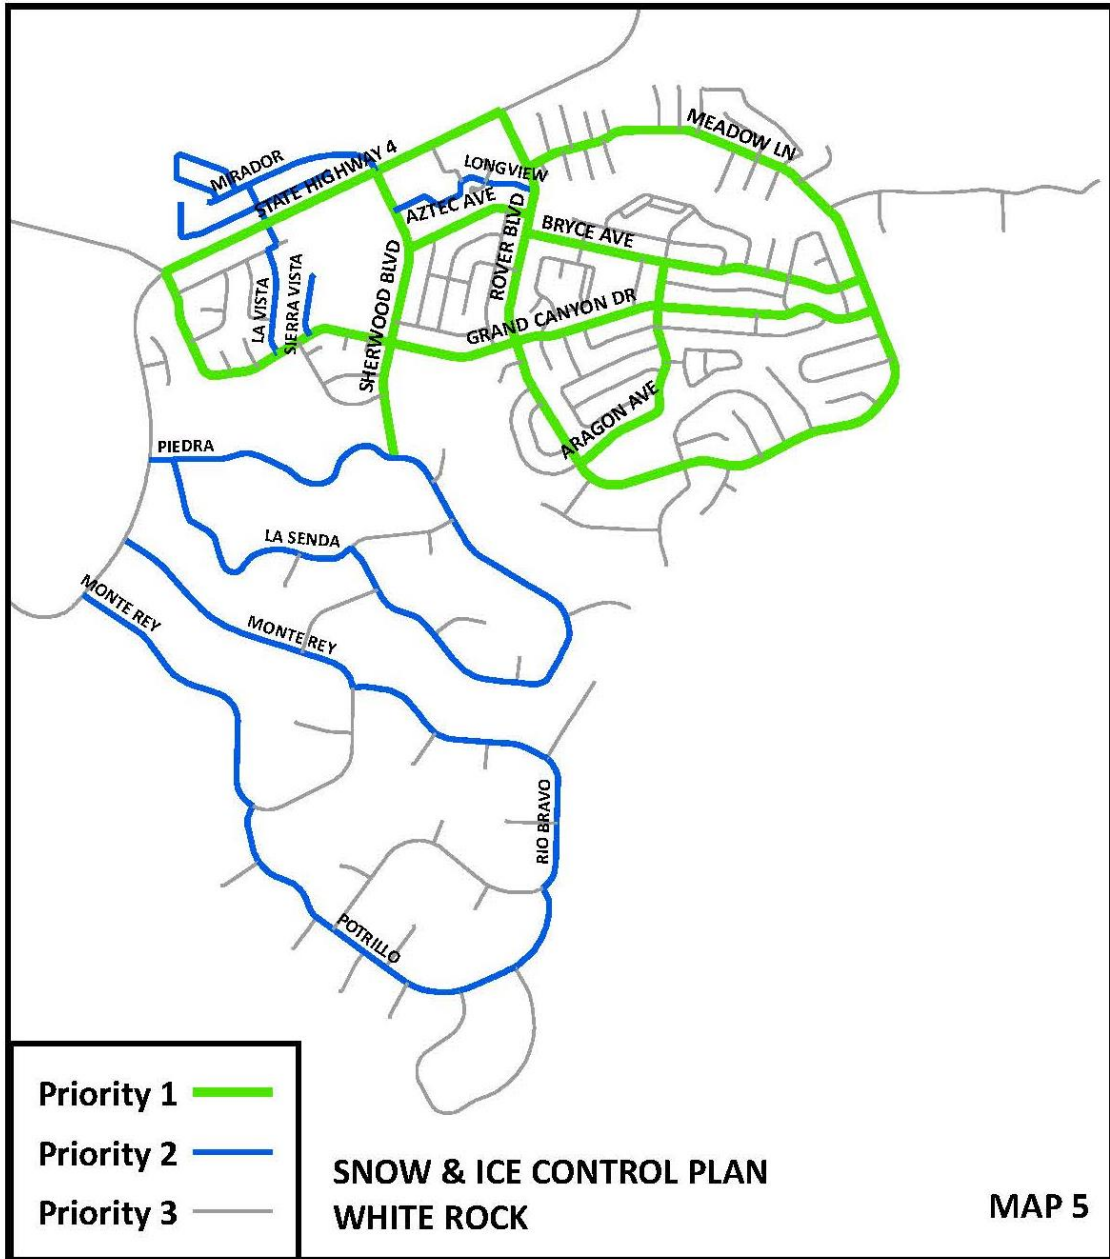 MEADOW LN
MIRADOR
STATE HIGHWAY 4
LONGVIEW
AZTEC AVE
BRYCE AVE
ROVER BLVD
SHERWOOD BLVD
LA VISTA
SIERRA VISTA
GRAND CANYON DR
ARAGON AVE
PIEDRA
LA SENDA
MONTE REY
MONTE REY
RIO BRAVO
POTRILLO
Priority 1
Priority 2
Priority 3
SNOW & ICE CONTROL PLAN
WHITE ROCK
MAP 5